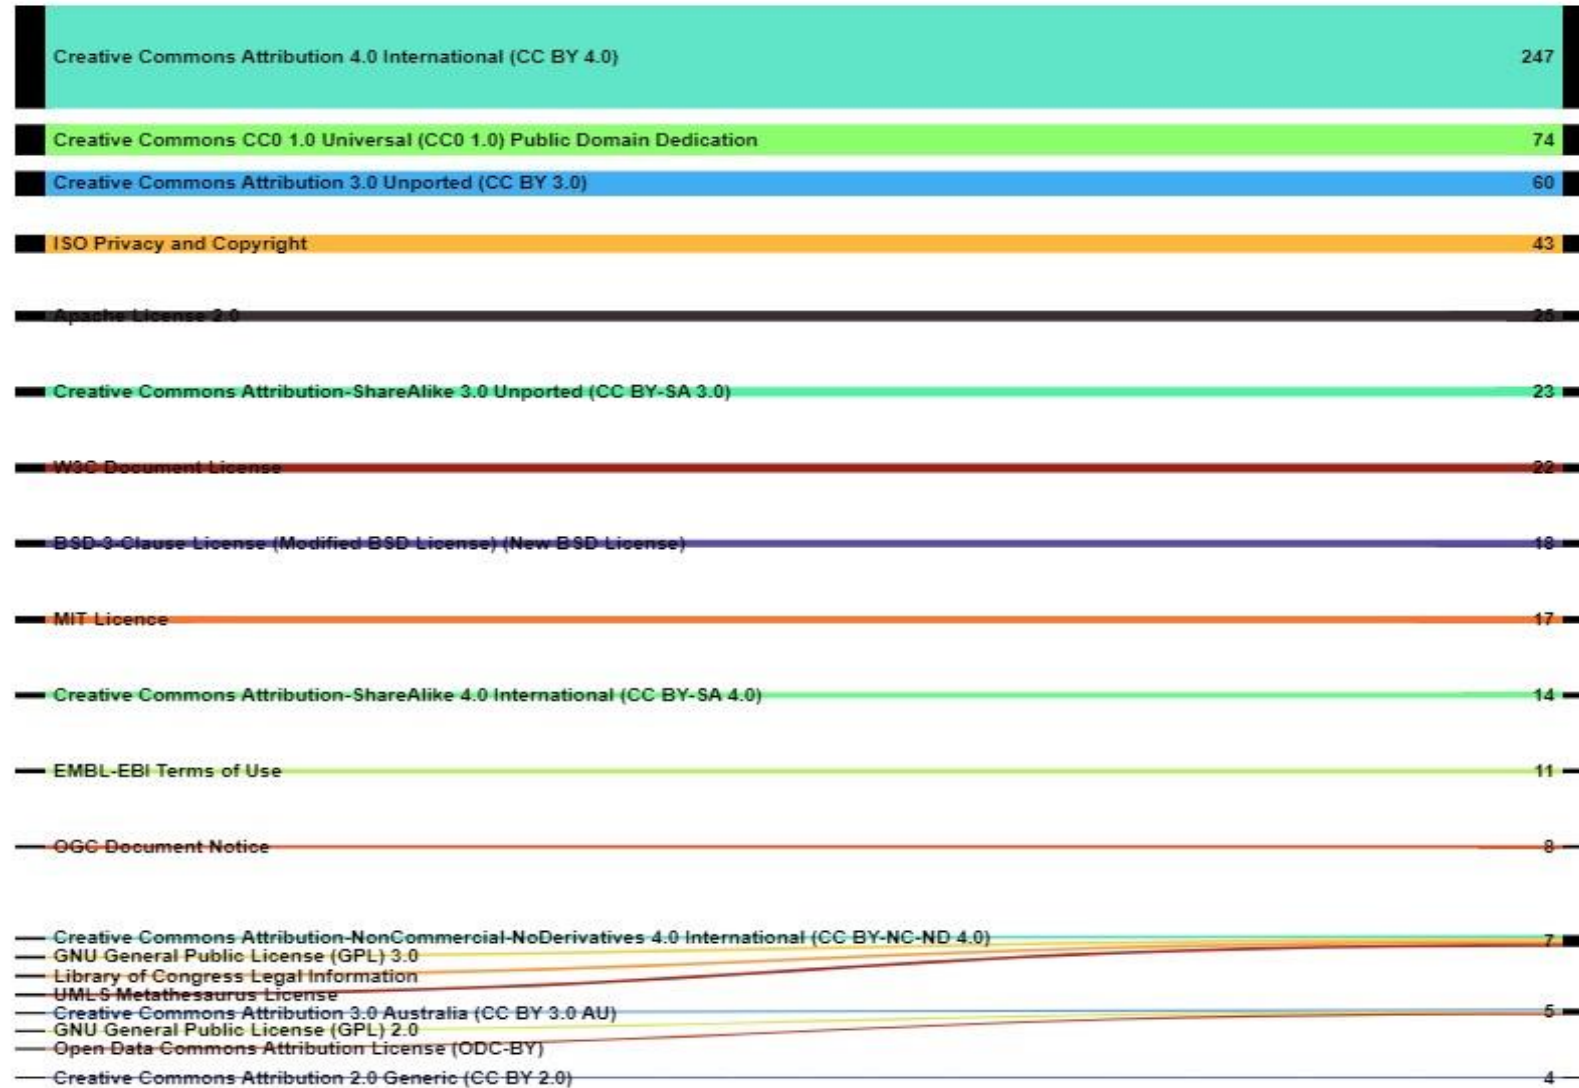 Creative Commons Attribution 4.0 International (CC BY 4.0) 247
Creative Commons CC0 1.0 Universal (CC0 1.0) Public Domain Dedication 74
Creative Commons Attribution 3.0 Unported (CC BY 3.0) 60
ISO Privacy and Copyright 43
Apache License 2.0
Creative Commons Attribution-ShareAlike 3.0 Unported (CC BY-SA 3.0) 23
W3C Document License 22
BSD-3-Clause License (Modified BSD License) (New BSD License) 18
MIT Licence 17
Creative Commons Attribution-ShareAlike 4.0 International (CC BY-SA 4.0) 14
EMBL-EBI Terms of Use 11
OGC Document Notice 8
Creative Commons Attribution-NonCommercial-NoDerivatives 4.0 International (CC BY-NC-ND 4.0) 7
GNU General Public License (GPL) 3.0
Library of Congress Legal Information
UMLS Metathesaurus License
Creative Commons Attribution 3.0 Australia (CC BY 3.0 AU) 5
GNU General Public License (GPL) 2.0
Open Data Commons Attribution License (ODC-BY)
Creative Commons Attribution 2.0 Generic (CC BY 2.0) 4